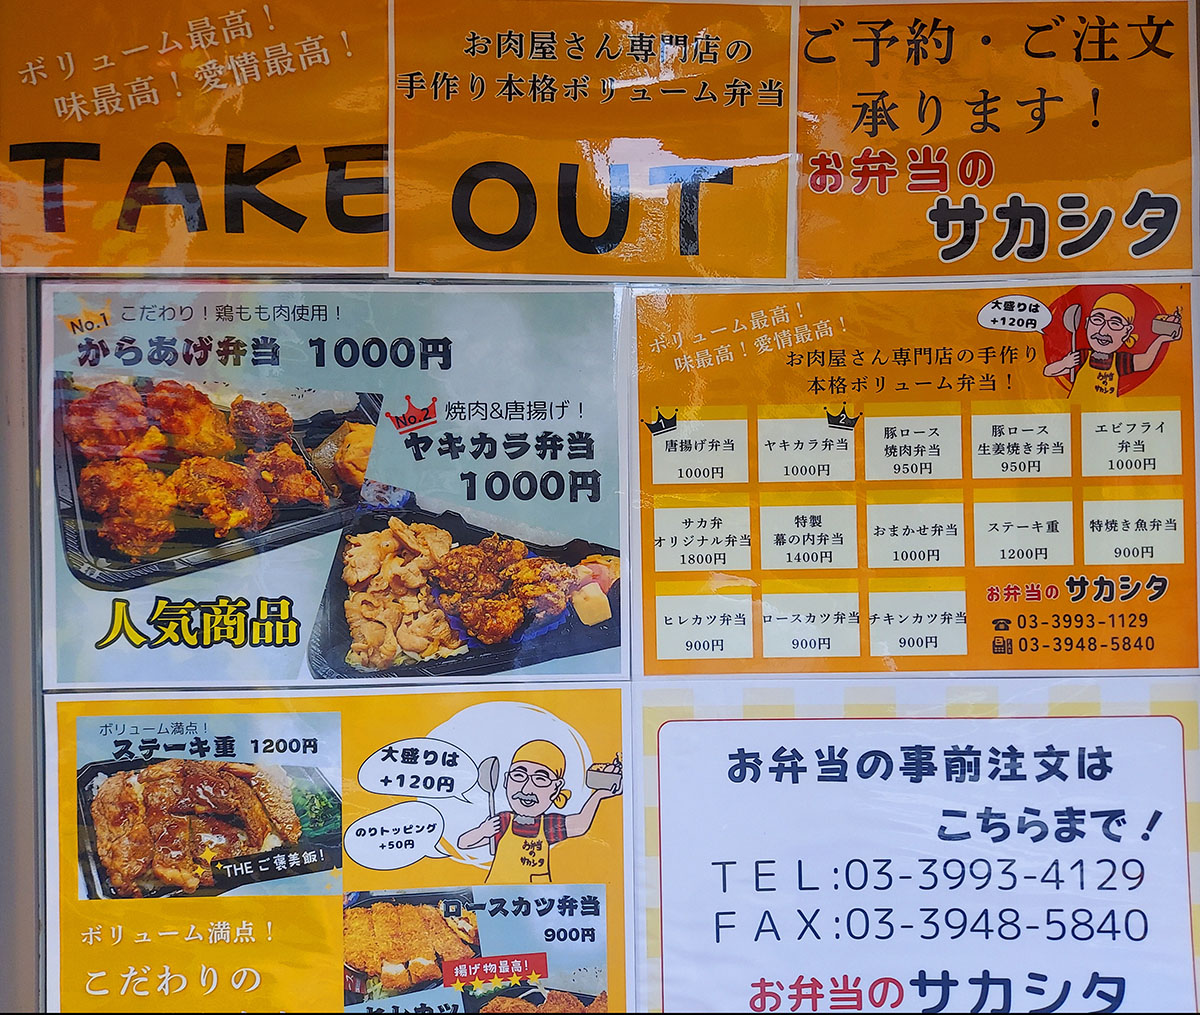 ボリューム最高！
味最高！愛情最高！
TAKE
お肉屋さん専門店の
手作り本格ボリューム弁当
OUT
ご予約・ご注文
承ります！
お弁当の
サカシタ
No.1
こだわり！鶏もも肉使用！
からあげ弁当 1000円
No.2
焼肉&唐揚げ！
ヤキカラ弁当
1000円
人気商品
ボリューム最高！
味最高！愛情最高！
お肉屋さん専門店の手作り
本格ボリューム弁当！
大盛りは
+120円
お弁当の
サカシタ
1
唐揚げ弁当
1000円
2
ヤキカラ弁当
1000円
豚ロース
焼肉弁当
950円
豚ロース
生姜焼き弁当
950円
エビフライ
弁当
1000円
サカ弁
オリジナル弁当
1800円
特製
幕の内弁当
1400円
おまかせ弁当
1000円
ステーキ重
1200円
特焼き魚弁当
900円
ヒレカツ弁当
900円
ロースカツ弁当
900円
チキンカツ弁当
900円
お弁当の サカシタ
03-3993-1129
03-3948-5840
ボリューム満点！
ステーキ重 1200円
THE ご褒美飯！
大盛りは
+120円
のりトッピング
+50円
お弁当の
サカシタ
ボリューム満点！
こだわりの
ロースカツ弁当
900円
揚げ物最高！
お弁当の事前注文は
こちらまで！
ＴＥＬ:03-3993-4129
ＦＡＸ:03-3948-5840
お弁当のサカシタ